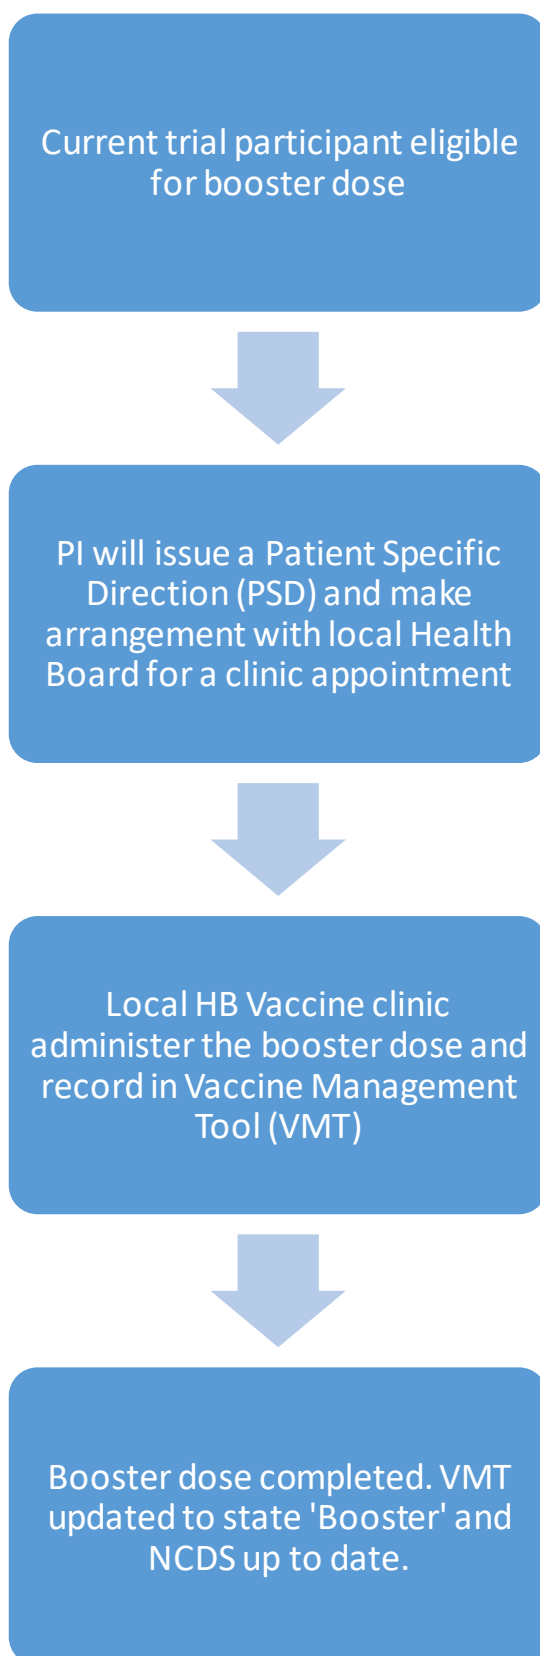 Current trial participant eligible
for booster dose
PI will issue a Patient Specific
Direction (PSD) and make
arrangement with local Health
Board for a clinic appointment
Local HB Vaccine clinic
administer the booster dose and
record in Vaccine Management
Tool (VMT)
Booster dose completed. VMT
updated to state 'Booster' and
NCDS up to date.